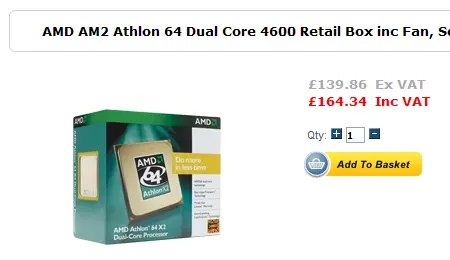 AMD AM2 Athlon 64 Dual Core 4600 Retail Box inc Fan, S
£139.86 Ex VAT
£164.34 Inc VAT
Qty: + 1 -
Add To Basket
AMD
AMD
64
Athlon X2
Do more
in less time
AMD Athlon™ 64 X2
Dual-Core Processor